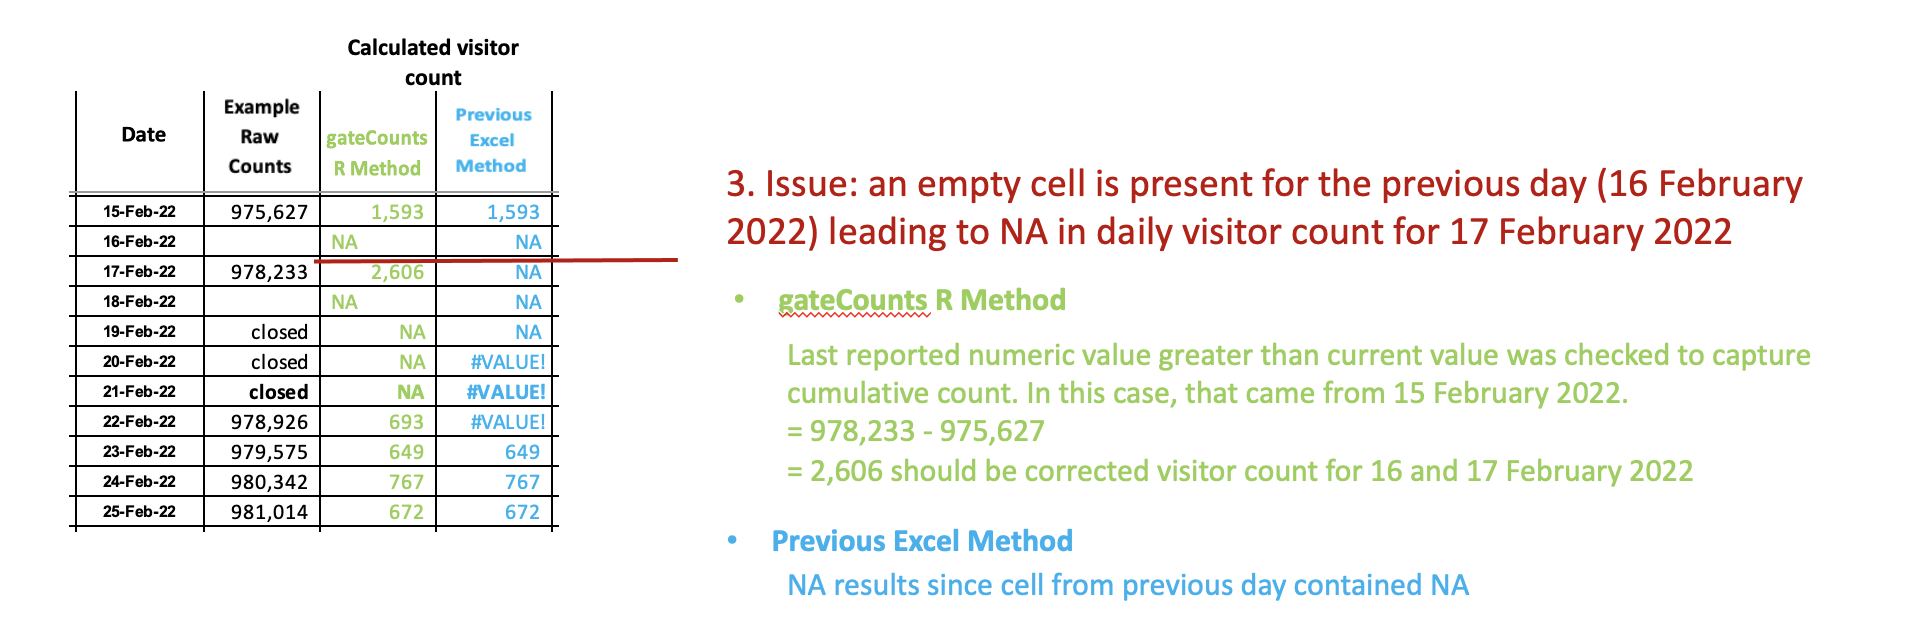 Calculated visitor
count
Date
Example
Raw
Counts
gateCounts
R Method
Previous
Excel
Method
15-Feb-22 975,627 1,593 1,593
16-Feb-22 NA NA
17-Feb-22 978,233 2,606 NA
18-Feb-22 NA NA
19-Feb-22 closed NA NA
20-Feb-22 closed NA #VALUE!
21-Feb-22 closed NA #VALUE!
22-Feb-22 978,926 693 #VALUE!
23-Feb-22 979,575 649 649
24-Feb-22 980,342 767 767
25-Feb-22 981,014 672 672
3. Issue: an empty cell is present for the previous day (16 February
2022) leading to NA in daily visitor count for 17 February 2022
• gateCounts R Method
Last reported numeric value greater than current value was checked to capture
cumulative count. In this case, that came from 15 February 2022.
= 978,233 - 975,627
= 2,606 should be corrected visitor count for 16 and 17 February 2022
• Previous Excel Method
NA results since cell from previous day contained NA